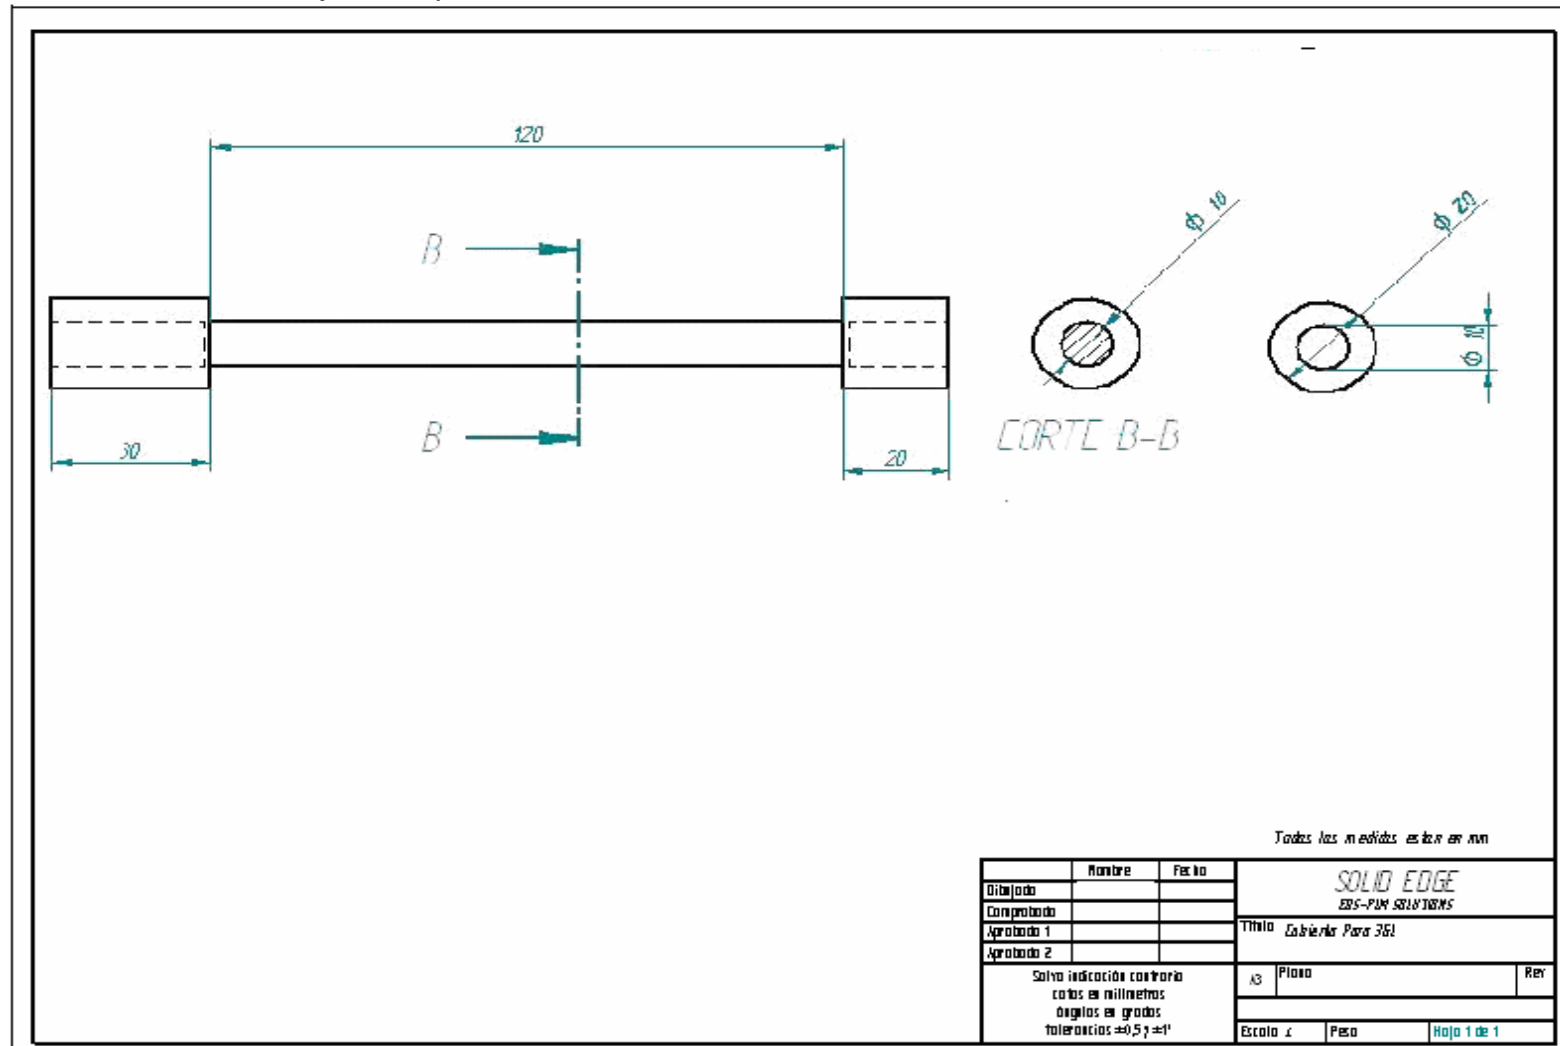 120
B
B
30
20
ϕ 10
ϕ 20
ϕ 10
CORTE B-B
Todas las medidas estan en mm
Nombre Fecha
Dibujado
Comprobado
Aprobado 1
Aprobado 2
Salvo indicación contraria
cotas en milímetros
ángulos en grados
tolerancias ±0,5 y ±1°
SOLID EDGE
EDS-PLM SOLUTIONS
Título Para
A3 Plano Rev
Escala Peso Hoja 1 de 1